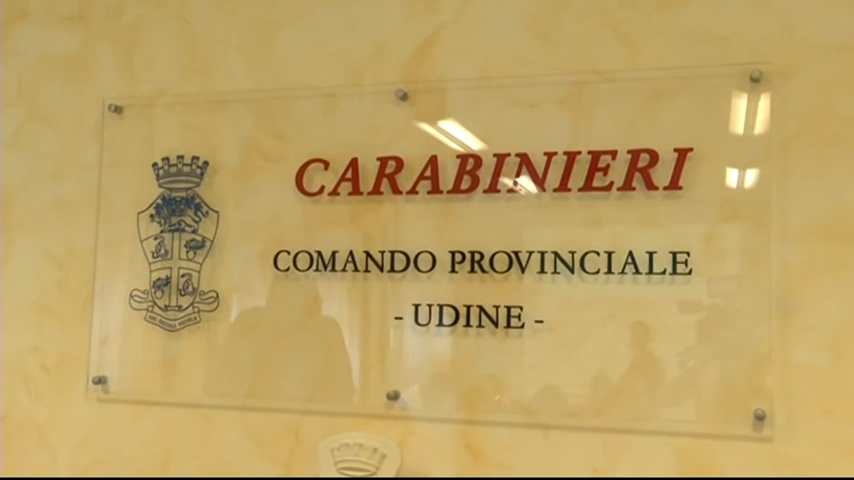 CARABINIERI
COMANDO PROVINCIALE
- UDINE -